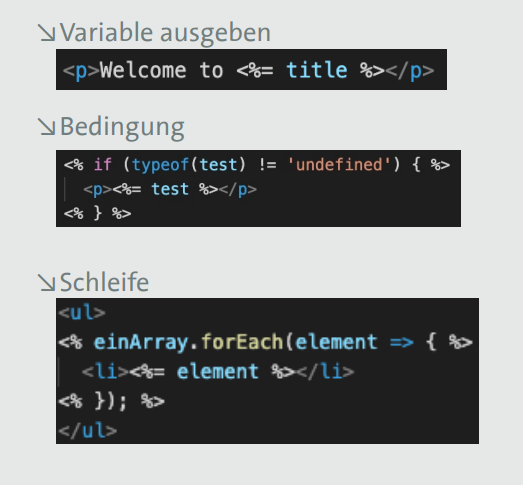 ↘Variable ausgeben
<p>Welcome to <%= title %></p>
↘Bedingung
<% if (typeof(test) != 'undefined') { %>
<p><%= test %></p>
<% } %>
↘Schleife
<ul>
<% einArray.forEach(element => { %>
<li><%= element %></li>
<% }); %>
</ul>